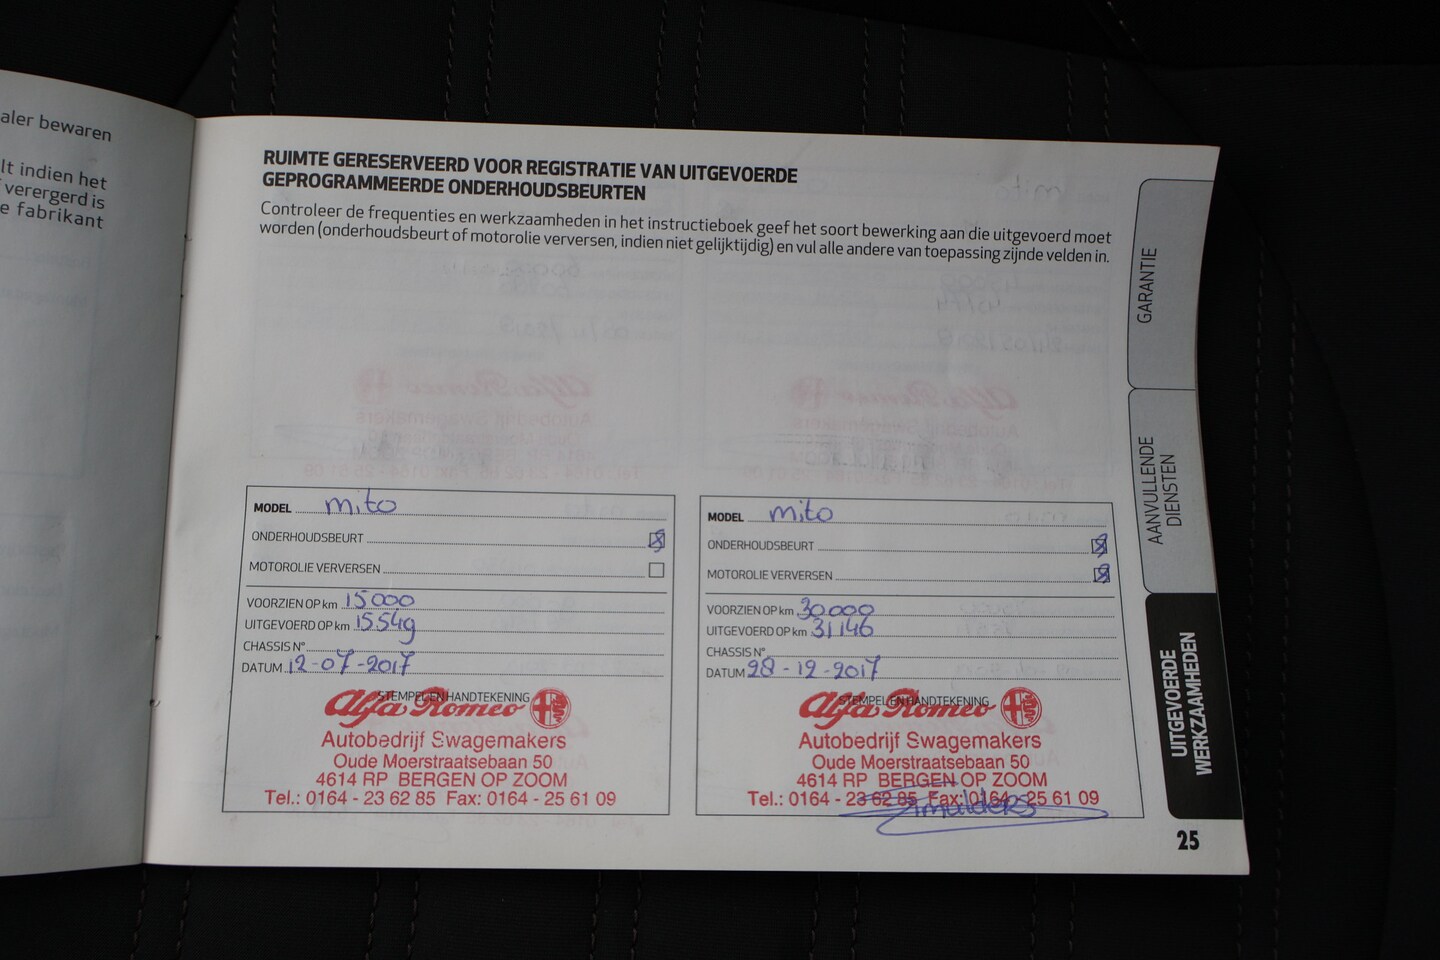 aler bewaren
lt indien het
verergerd is
e fabrikant
RUIMTE GERESERVEERD VOOR REGISTRATIE VAN UITGEVOERDE
GEPROGRAMMEERDE ONDERHOUDSBEURTEN
Controleer de frequenties en werkzaamheden in het instructieboek geef het soort bewerking aan die uitgevoerd moet
worden (onderhoudsbeurt of motorolie verversen, indien niet gelijktijdig) en vul alle andere van toepassing zijnde velden in.
MODEL mito
ONDERHOUDSBEURT
MOTOROLIE VERVERSEN
VOORZIEN OP km 15000
UITGEVOERD OP km 15549
CHASSIS N°
DATUM 12-07-2017
STEMPEL EN HANDTEKENING
Alfa Romeo
Autobedrijf Swagemakers
Oude Moerstraatsebaan 50
4614 RP BERGEN OP ZOOM
Tel.: 0164 - 23 62 85 Fax: 0164 - 25 61 09
MODEL mito
ONDERHOUDSBEURT
MOTOROLIE VERVERSEN
VOORZIEN OP km 30.000
UITGEVOERD OP km 31146
CHASSIS N°
DATUM 28-12-2017
STEMPEL EN HANDTEKENING
Alfa Romeo
Autobedrijf Swagemakers
Oude Moerstraatsebaan 50
4614 RP BERGEN OP ZOOM
Tel.: 0164 - 23 62 85 Fax: 0164 - 25 61 09
GARANTIE
AANVULLENDE
DIENSTEN
UITGEVOERDE
WERKZAAMHEDEN
25